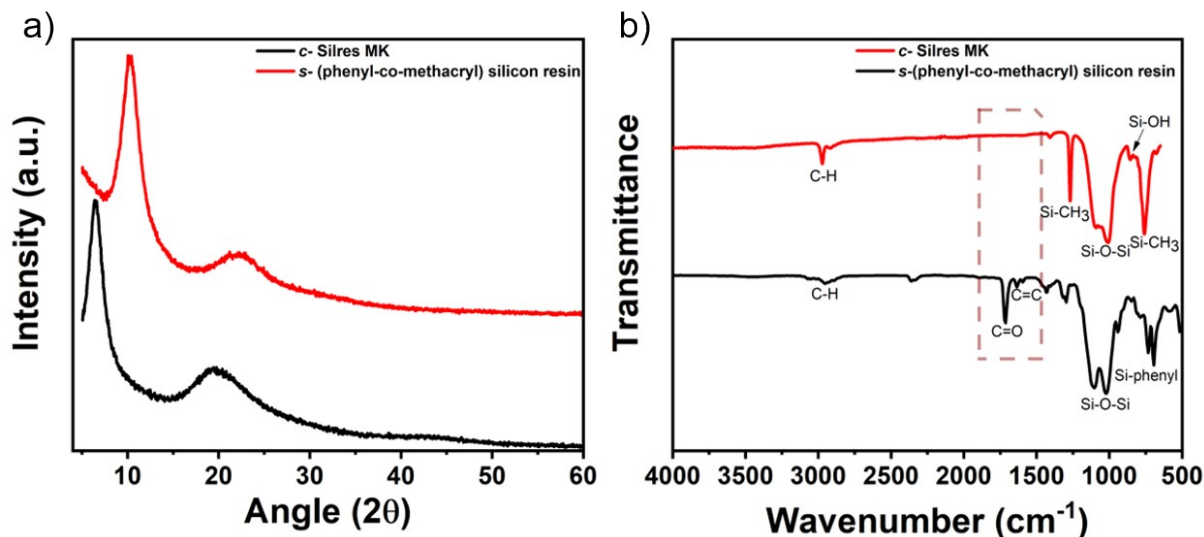 a)
c- Silres MK
s- (phenyl-co-methacryl) silicon resin
Intensity (a.u.)
10 20 30 40 50 60
Angle (2θ)
b)
c- Silres MK
s-(phenyl-co-methacryl) silicon resin
Transmittance
Si-OH
C-H
Si-CH3
Si-O-Si
Si-CH3
C-H
C=C
C=O
Si-phenyl
Si-O-Si
4000 3500 3000 2500 2000 1500 1000 500
Wavenumber (cm⁻¹)